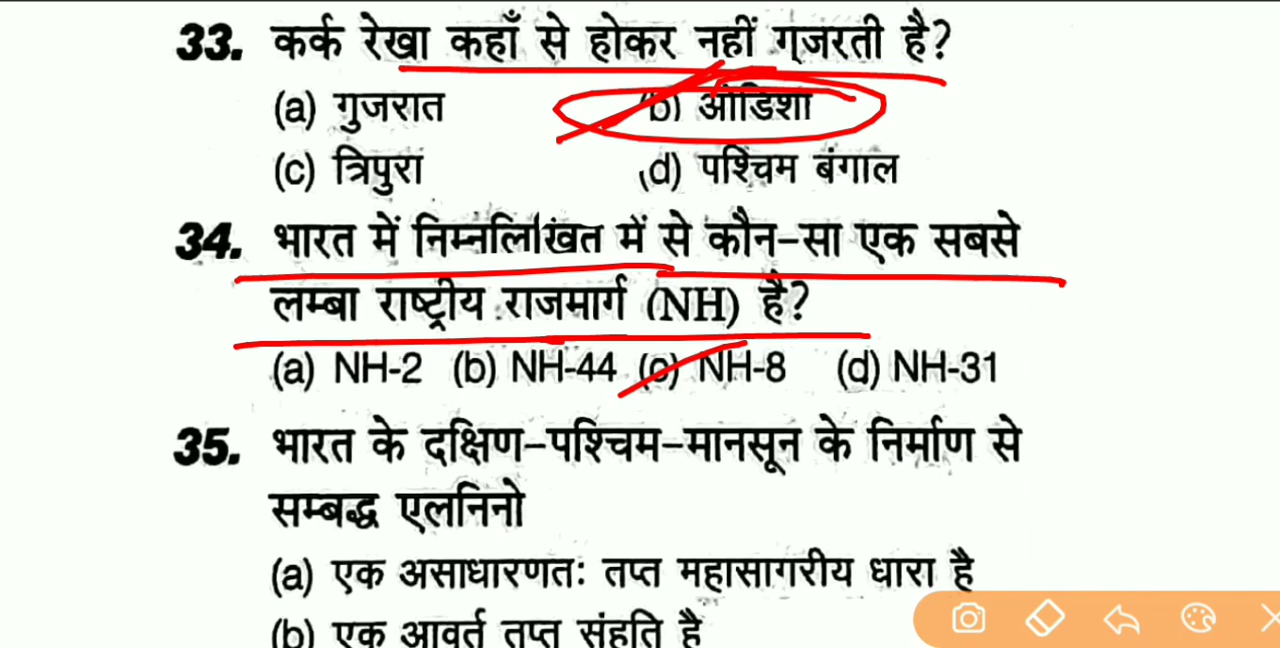 33. कर्क रेखा कहाँ से होकर नहीं गुजरती है?
(a) गुजरात (b) ओडिशा
(c) त्रिपुरा (d) पश्चिम बंगाल
34. भारत में निम्नलिखित में से कौन-सा एक सबसे
लम्बा राष्ट्रीय राजमार्ग (NH) है?
(a) NH-2 (b) NH-44 (c) NH-8 (d) NH-31
35. भारत के दक्षिण-पश्चिम-मानसून के निर्माण से
सम्बद्ध एलनिनो
(a) एक असाधारणतः तप्त महासागरीय धारा है
(b) एक आवर्त तप्त संहति है